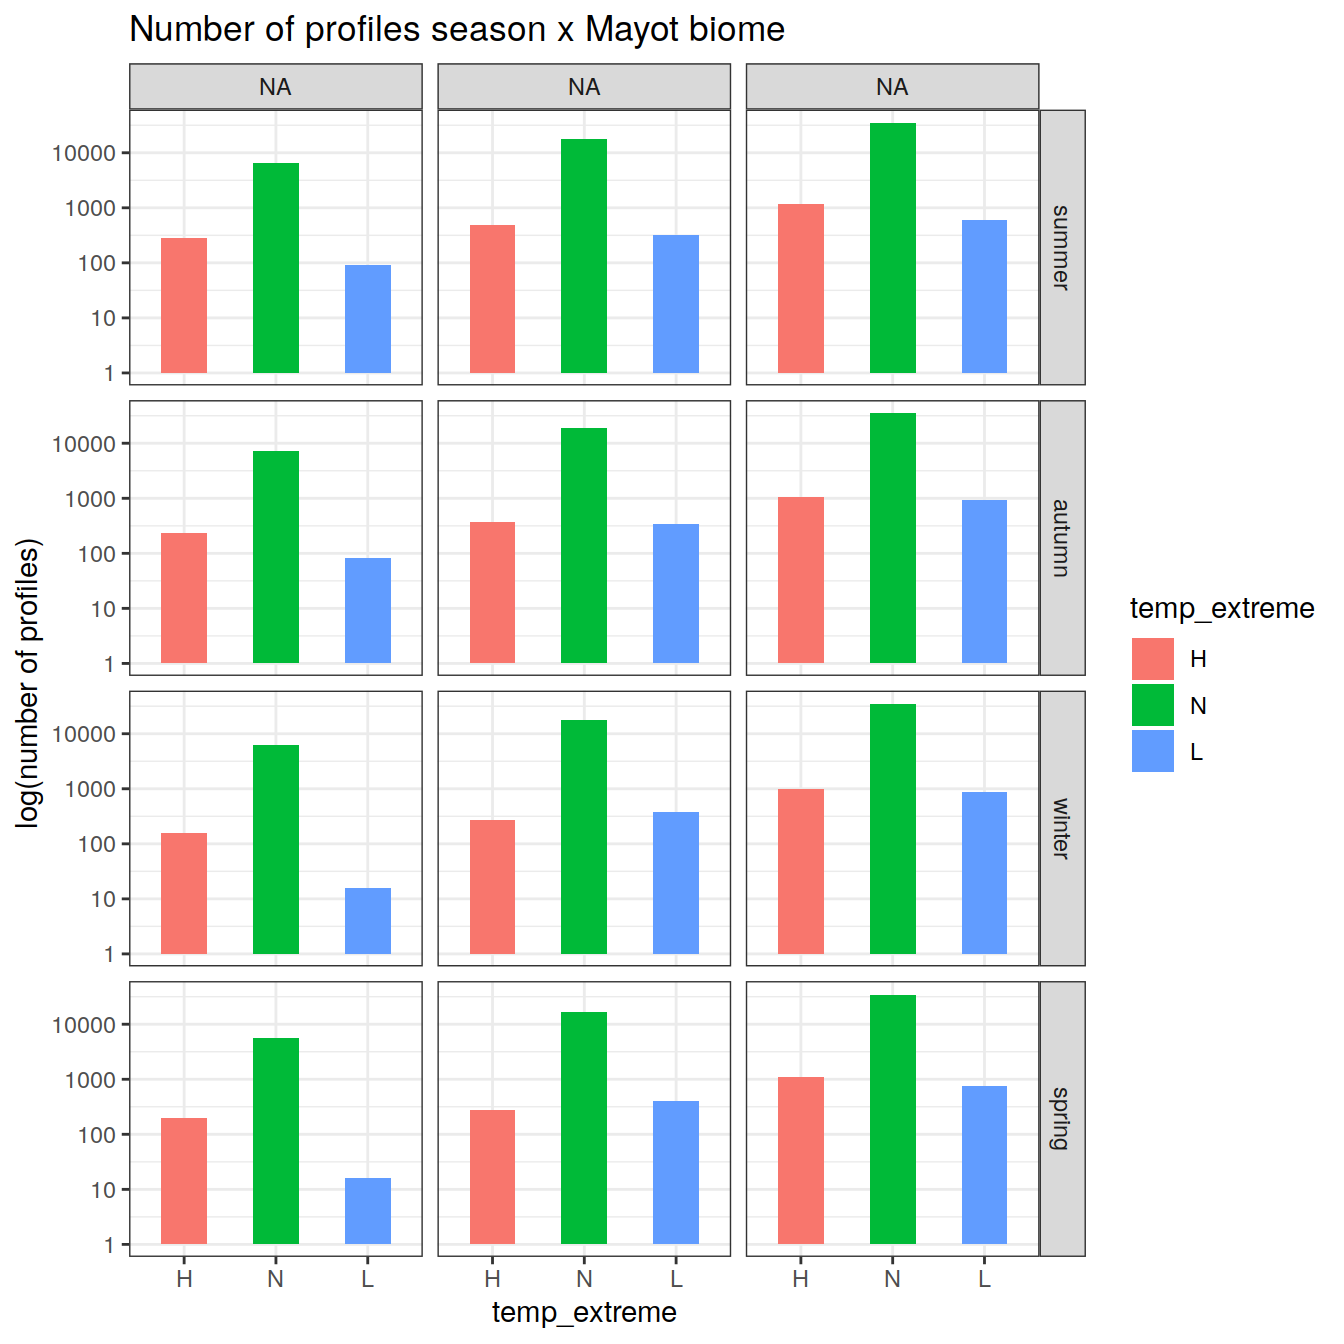 Number of profiles season x Mayot biome
NA NA NA
10000
1000
100
10
1
summer
10000
1000
100
10
1
autumn
10000
1000
100
10
1
winter
10000
1000
100
10
1
spring
H N L H N L H N L
temp_extreme
log(number of profiles)
temp_extreme
H
N
L